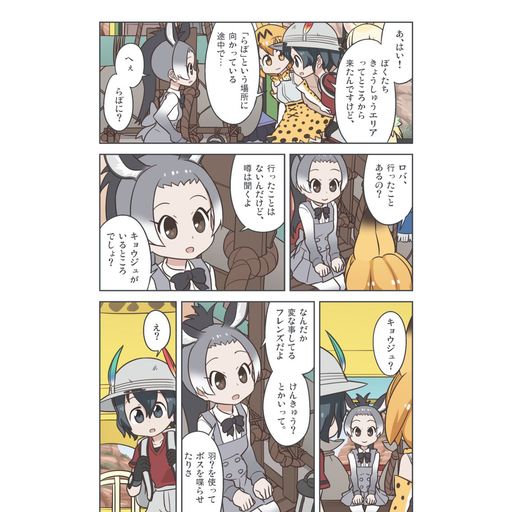 あ、はい！
ぼくたち
きょうしゅうエリア
ってところから
来たんですけど、
「らぼ」という場所に
向かっている
途中で…
へぇ
らぼに？
ロバ、
行ったこと
あるの？
行ったことは
ないんだけど、
噂は聞くよ
キョウジュが
いるところ
でしょ？
キョウジュ？
なんだか
変な事してる
フレンズだよ
けんきゅう？
とかいって。
羽？を使って
ボスを喋らせ
たりさ
え？